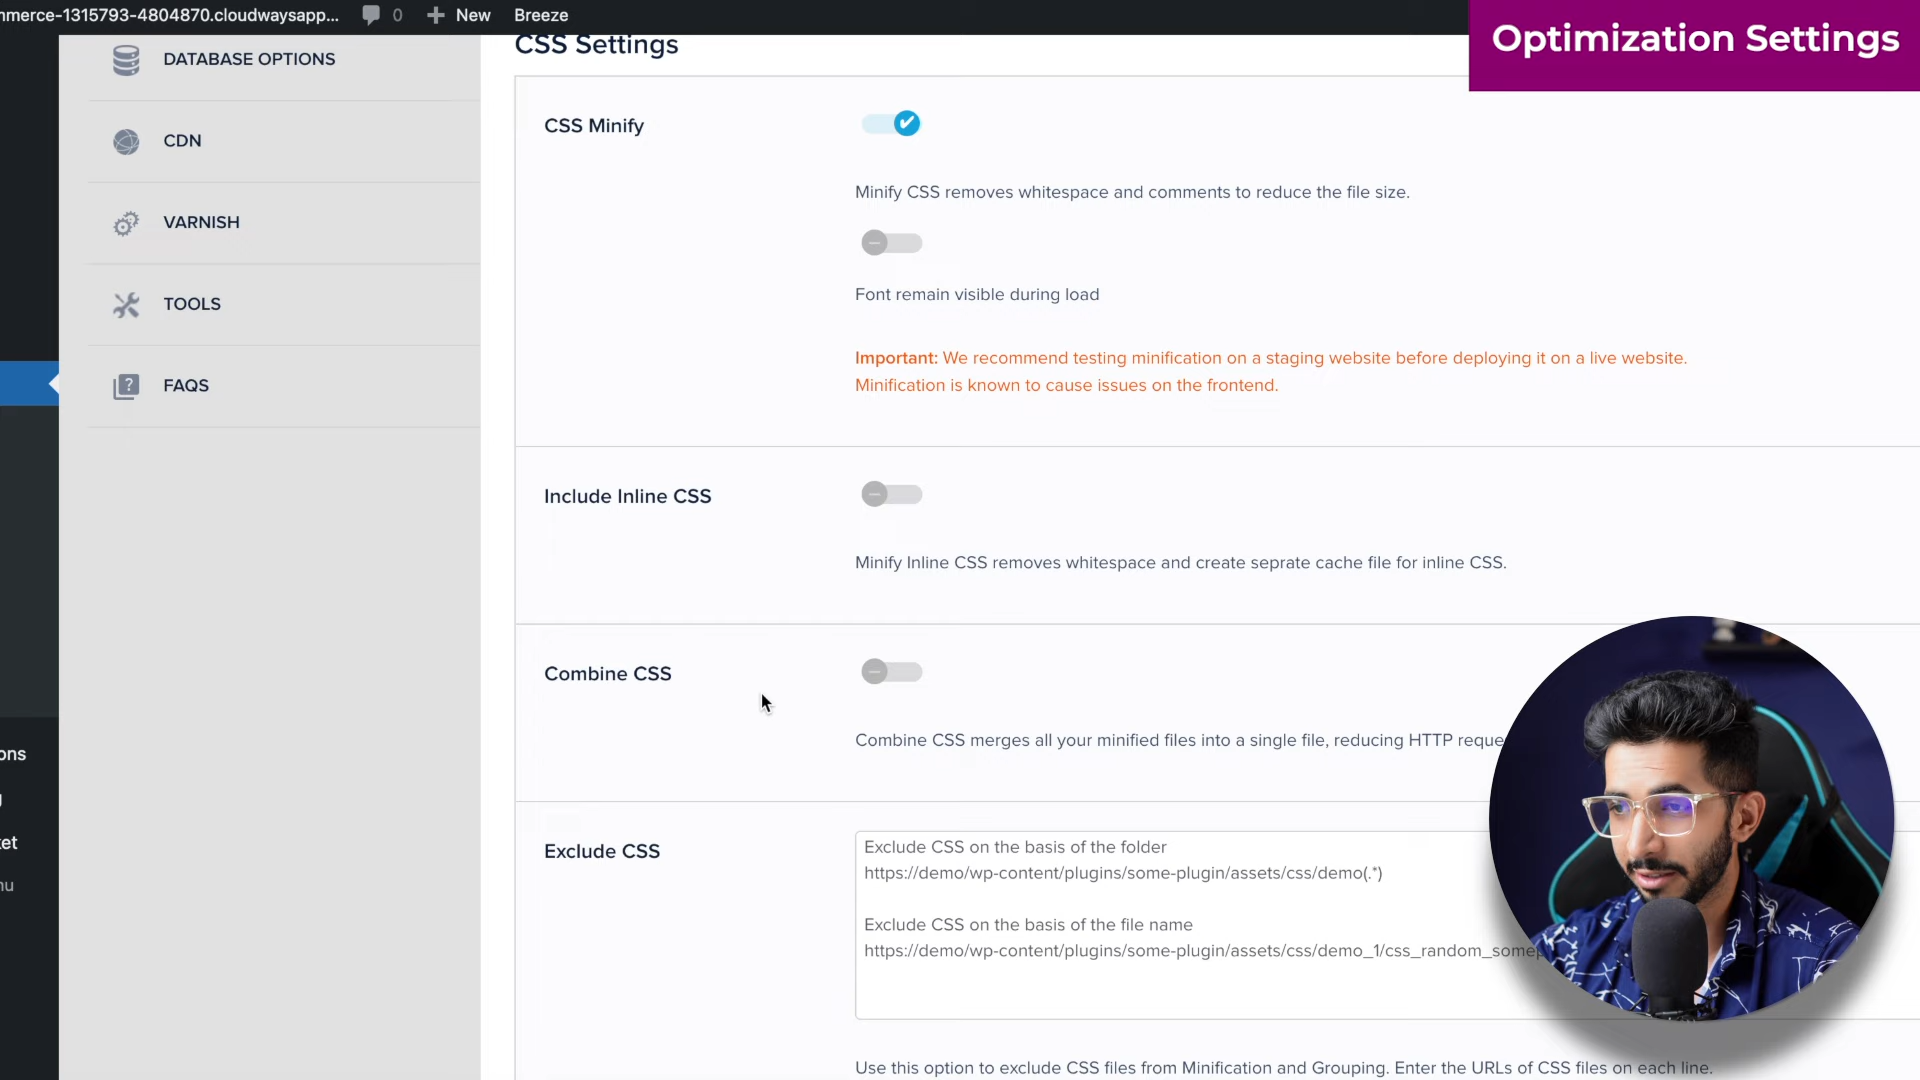 mmerce-1315793-4804870.cloudwaysapp... 0 New Breeze
Optimization Settings
DATABASE OPTIONS
CDN
VARNISH
TOOLS
FAQS
ons
ket
nu
CSS Settings
CSS Minify
Minify CSS removes whitespace and comments to reduce the file size.
Font remain visible during load
Important: We recommend testing minification on a staging website before deploying it on a live website.
Minification is known to cause issues on the frontend.
Include Inline CSS
Minify Inline CSS removes whitespace and create seprate cache file for inline CSS.
Combine CSS
Combine CSS merges all your minified files into a single file, reducing HTTP reque
Exclude CSS
Exclude CSS on the basis of the folder
https://demo/wp-content/plugins/some-plugin/assets/css/demo(.*)
Exclude CSS on the basis of the file name
https://demo/wp-content/plugins/some-plugin/assets/css/demo_1/css_random_some
Use this option to exclude CSS files from Minification and Grouping. Enter the URLs of CSS files on each line.